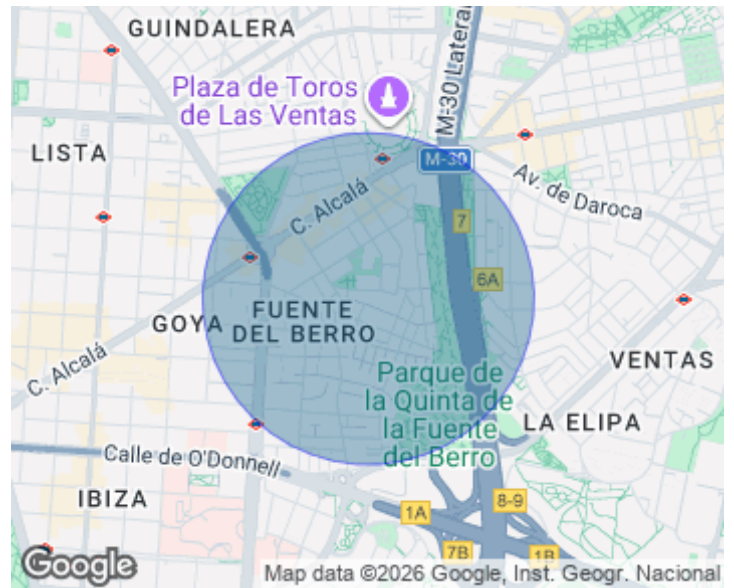 GUINDALERA
Plaza de Toros
de Las Ventas
M-30 Lateral
LISTA
M-30
C. Alcalá
Av. de Daroca
7
6A
GOYA
FUENTE
DEL BERRO
C. Alcalá
VENTAS
Parque de
la Quinta de
la Fuente
del Berro
LA ELIPA
Calle de O'Donnell
IBIZA
1A
8-9
7B
1B
Google
Map data ©2026 Google, Inst. Geogr. Nacional